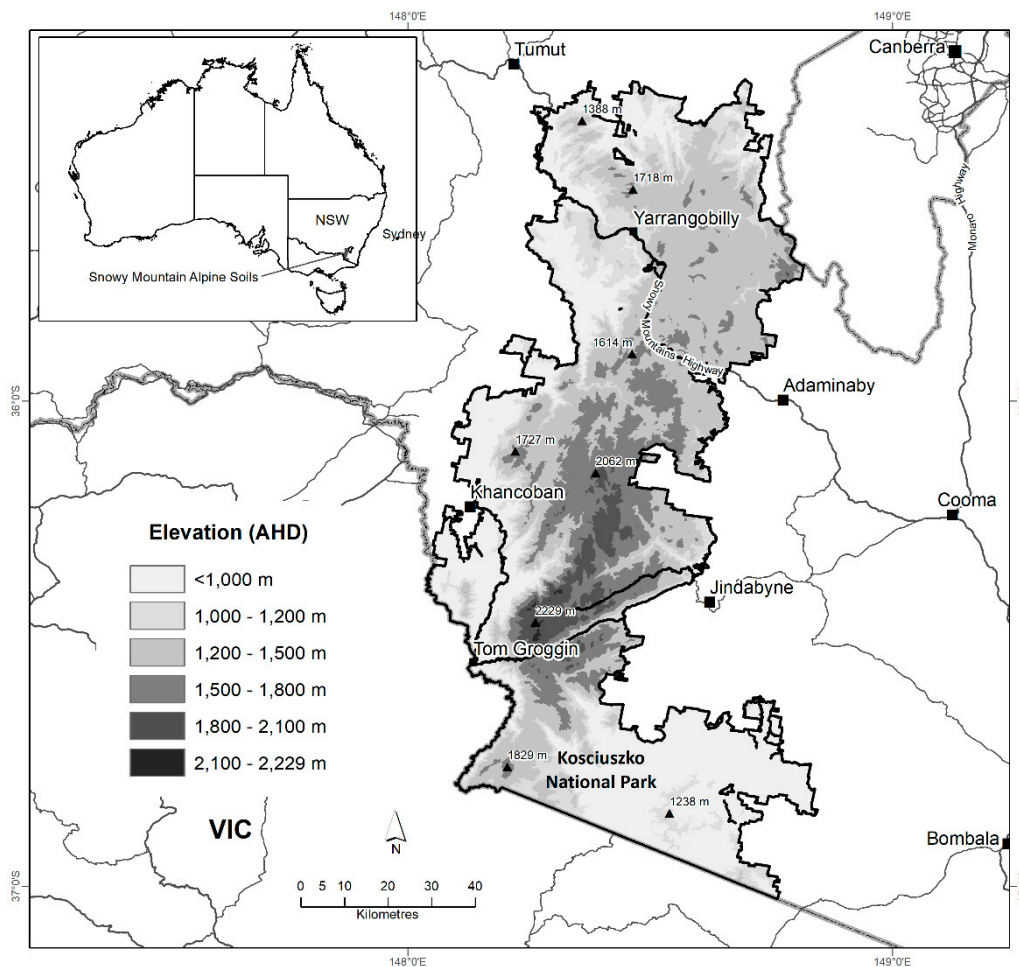 148°0'E
149°0'E
Tumut
Canberra
1388 m
1718 m
NSW
Sydney
Snowy Mountain Alpine Soils
Yarrangobilly
Monaro Highway
Snowy Mountains Highway
1614 m
36°S
36°S
Adaminaby
1727 m
2062 m
Khancoban
Cooma
Elevation (AHD)
<1,000 m
1,000 - 1,200 m
1,200 - 1,500 m
1,500 - 1,800 m
1,800 - 2,100 m
2,100 - 2,229 m
Jindabyne
2229 m
Tom Groggin
1829 m
Kosciuszko
National Park
1238 m
VIC
N
Bombala
37°0'S
37°0'S
0 5 10 20 30 40
Kilometres
148°0'E
149°0'E